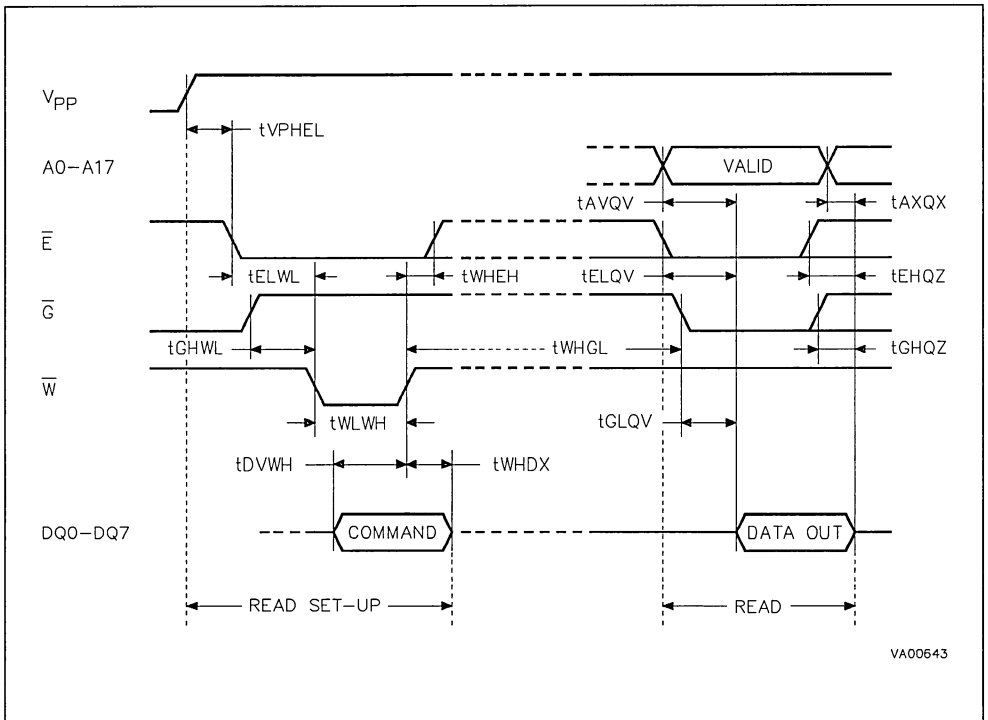 VPP
tVPHEL
A0-A17
VALID
tAVQV
tAXQX
E
tELWL
tWHEH
tELQV
tEHQZ
G
tGHWL
tWHGL
tGHQZ
W
tWLWH
tGLQV
tDVWH
tWHDX
DQ0-DQ7
COMMAND
DATA OUT
READ SET-UP
READ
VA00643